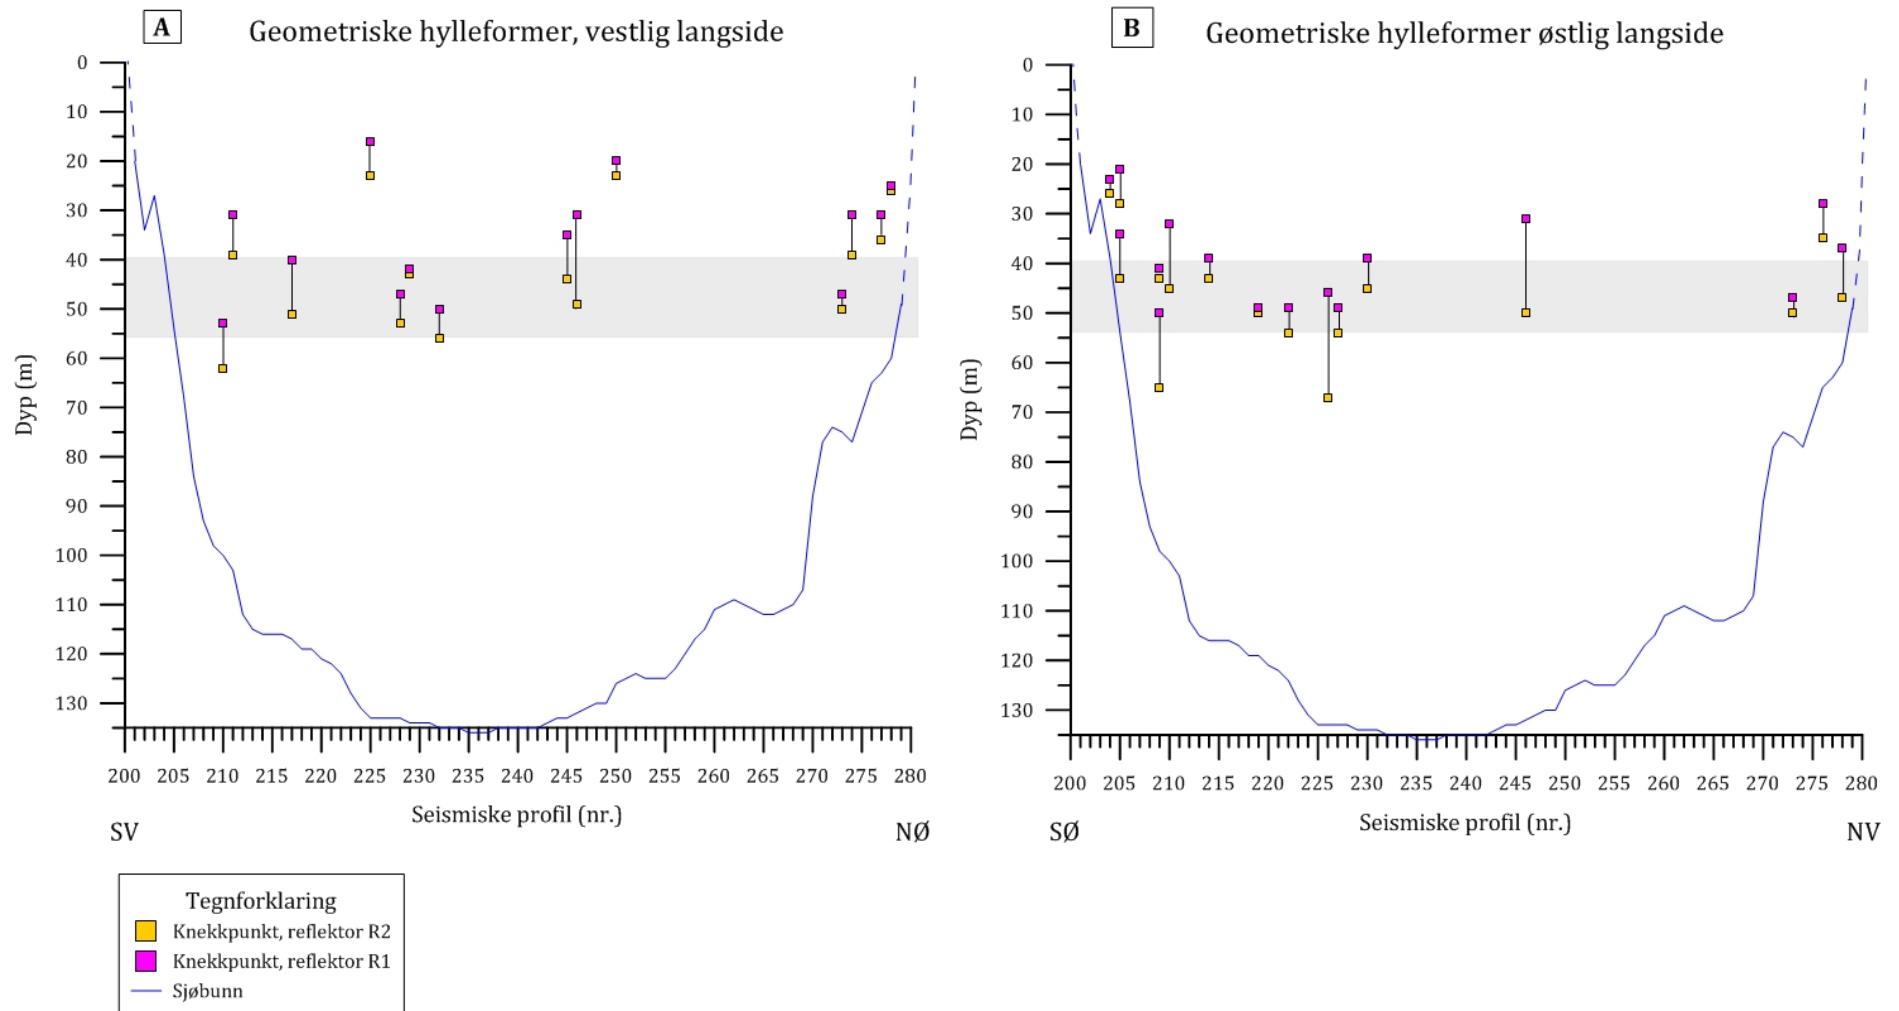 A
Geometriske hylleformer, vestlig langside
0
10
20
30
40
50
60
70
80
90
100
110
120
130
Dyp (m)
200 205 210 215 220 225 230 235 240 245 250 255 260 265 270 275 280
Seismiske profil (nr.)
SV
NØ
B
Geometriske hylleformer østlig langside
0
10
20
30
40
50
60
70
80
90
100
110
120
130
Dyp (m)
200 205 210 215 220 225 230 235 240 245 250 255 260 265 270 275 280
Seismiske profil (nr.)
SØ
NV
Tegnforklaring
Knekkpunkt, reflektor R2
Knekkpunkt, reflektor R1
Sjøbunn